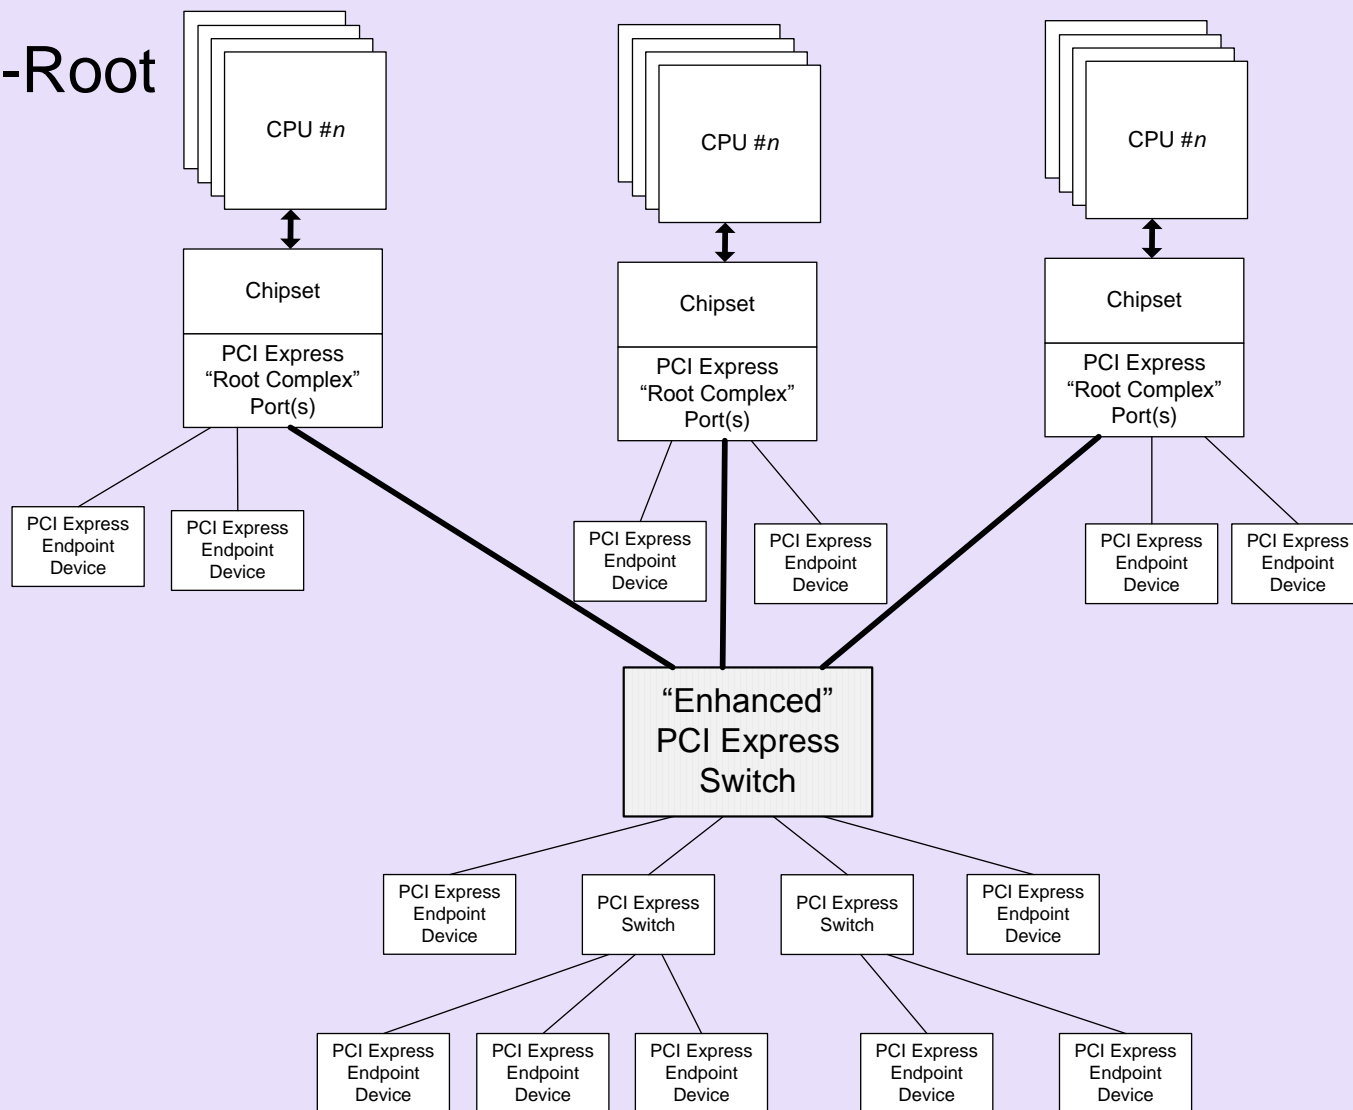 -Root
CPU #n
CPU #n
CPU #n
Chipset
Chipset
Chipset
PCI Express
“Root Complex”
Port(s)
PCI Express
“Root Complex”
Port(s)
PCI Express
“Root Complex”
Port(s)
PCI Express
Endpoint
Device
PCI Express
Endpoint
Device
PCI Express
Endpoint
Device
PCI Express
Endpoint
Device
PCI Express
Endpoint
Device
PCI Express
Endpoint
Device
“Enhanced”
PCI Express
Switch
PCI Express
Endpoint
Device
PCI Express
Switch
PCI Express
Switch
PCI Express
Endpoint
Device
PCI Express
Endpoint
Device
PCI Express
Endpoint
Device
PCI Express
Endpoint
Device
PCI Express
Endpoint
Device
PCI Express
Endpoint
Device